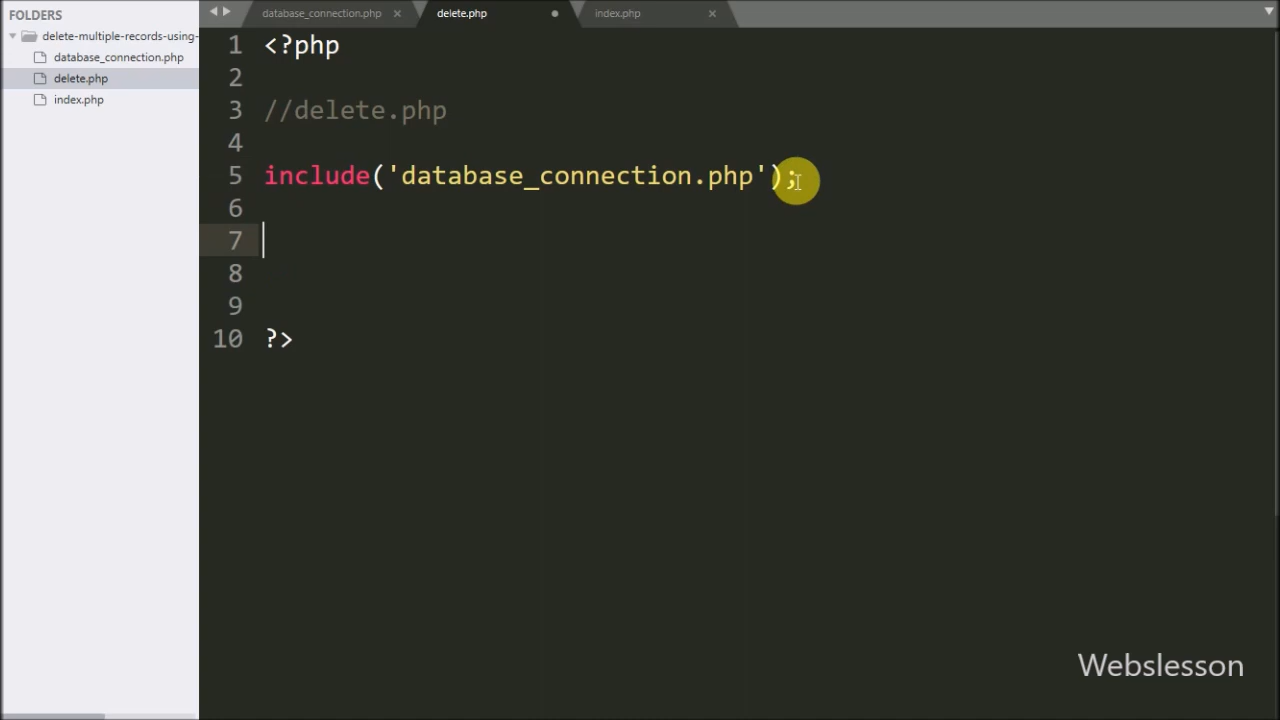 FOLDERS
delete-multiple-records-using-
database_connection.php
delete.php
index.php
database_connection.php ×
delete.php
index.php ×
1 <?php
2
3 //delete.php
4
5 include('database_connection.php');
6
7
8
9
10 ?>
Webslesson